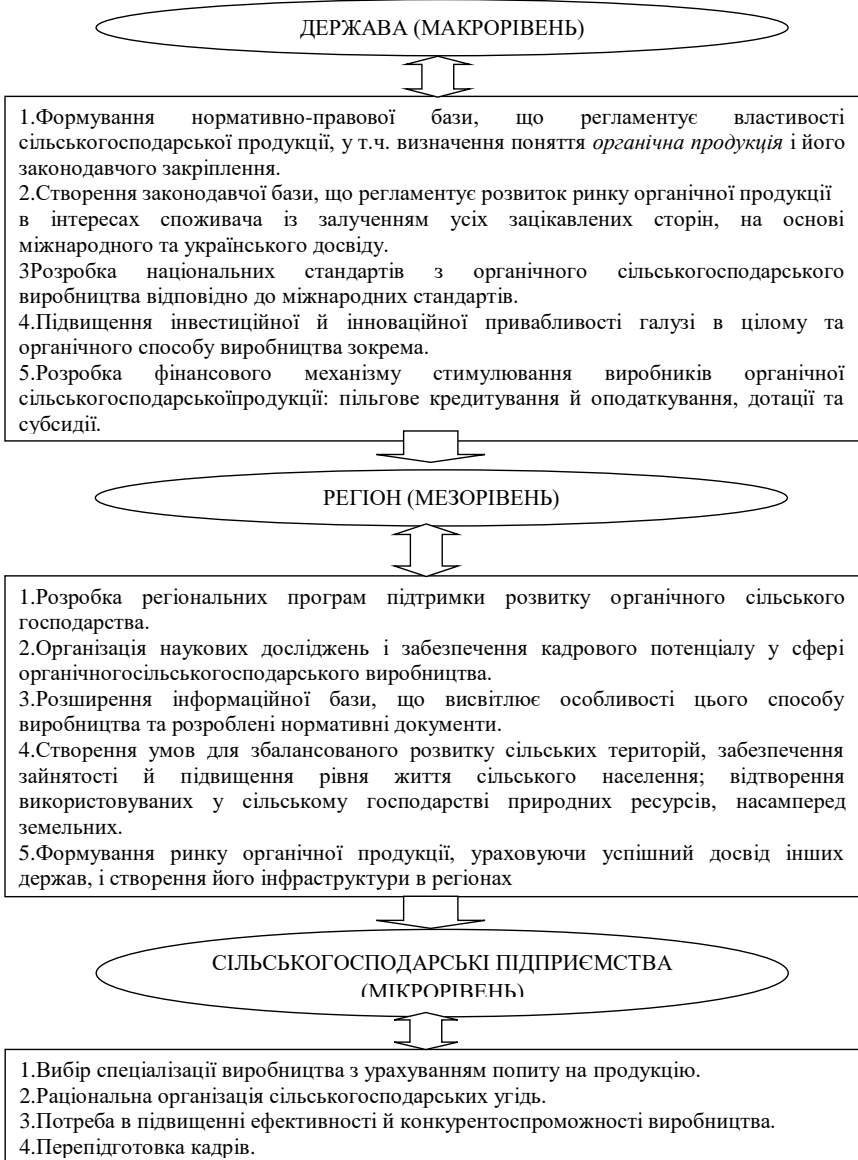 ДЕРЖАВА (МАКРОРІВЕНЬ)
1.Формування нормативно-правової бази, що регламентує властивості
сільськогосподарської продукції, у т.ч. визначення поняття органічна продукція і його
законодавчого закріплення.
2.Створення законодавчої бази, що регламентує розвиток ринку органічної продукції
в інтересах споживача із залученням усіх зацікавлених сторін, на основі
міжнародного та українського досвіду.
3Розробка національних стандартів з органічного сільськогосподарського
виробництва відповідно до міжнародних стандартів.
4.Підвищення інвестиційної й інноваційної привабливості галузі в цілому та
органічного способу виробництва зокрема.
5.Розробка фінансового механізму стимулювання виробників органічної
сільськогосподарськоїпродукції: пільгове кредитування й оподаткування, дотації та
субсидії.
РЕГІОН (МЕЗОРІВЕНЬ)
1.Розробка регіональних програм підтримки розвитку органічного сільського
господарства.
2.Організація наукових досліджень і забезпечення кадрового потенціалу у сфері
органічногосільськогосподарського виробництва.
3.Розширення інформаційної бази, що висвітлює особливості цього способу
виробництва та розроблені нормативні документи.
4.Створення умов для збалансованого розвитку сільських територій, забезпечення
зайнятості й підвищення рівня життя сільського населення; відтворення
використовуваних у сільському господарстві природних ресурсів, насамперед
земельних.
5.Формування ринку органічної продукції, ураховуючи успішний досвід інших
держав, і створення його інфраструктури в регіонах
СІЛЬСЬКОГОСПОДАРСЬКІ ПІДПРИЄМСТВА
(МІКРОРІВЕНЬ)
1.Вибір спеціалізації виробництва з урахуванням попиту на продукцію.
2.Раціональна організація сільськогосподарських угідь.
3.Потреба в підвищенні ефективності й конкурентоспроможності виробництва.
4.Перепідготовка кадрів.